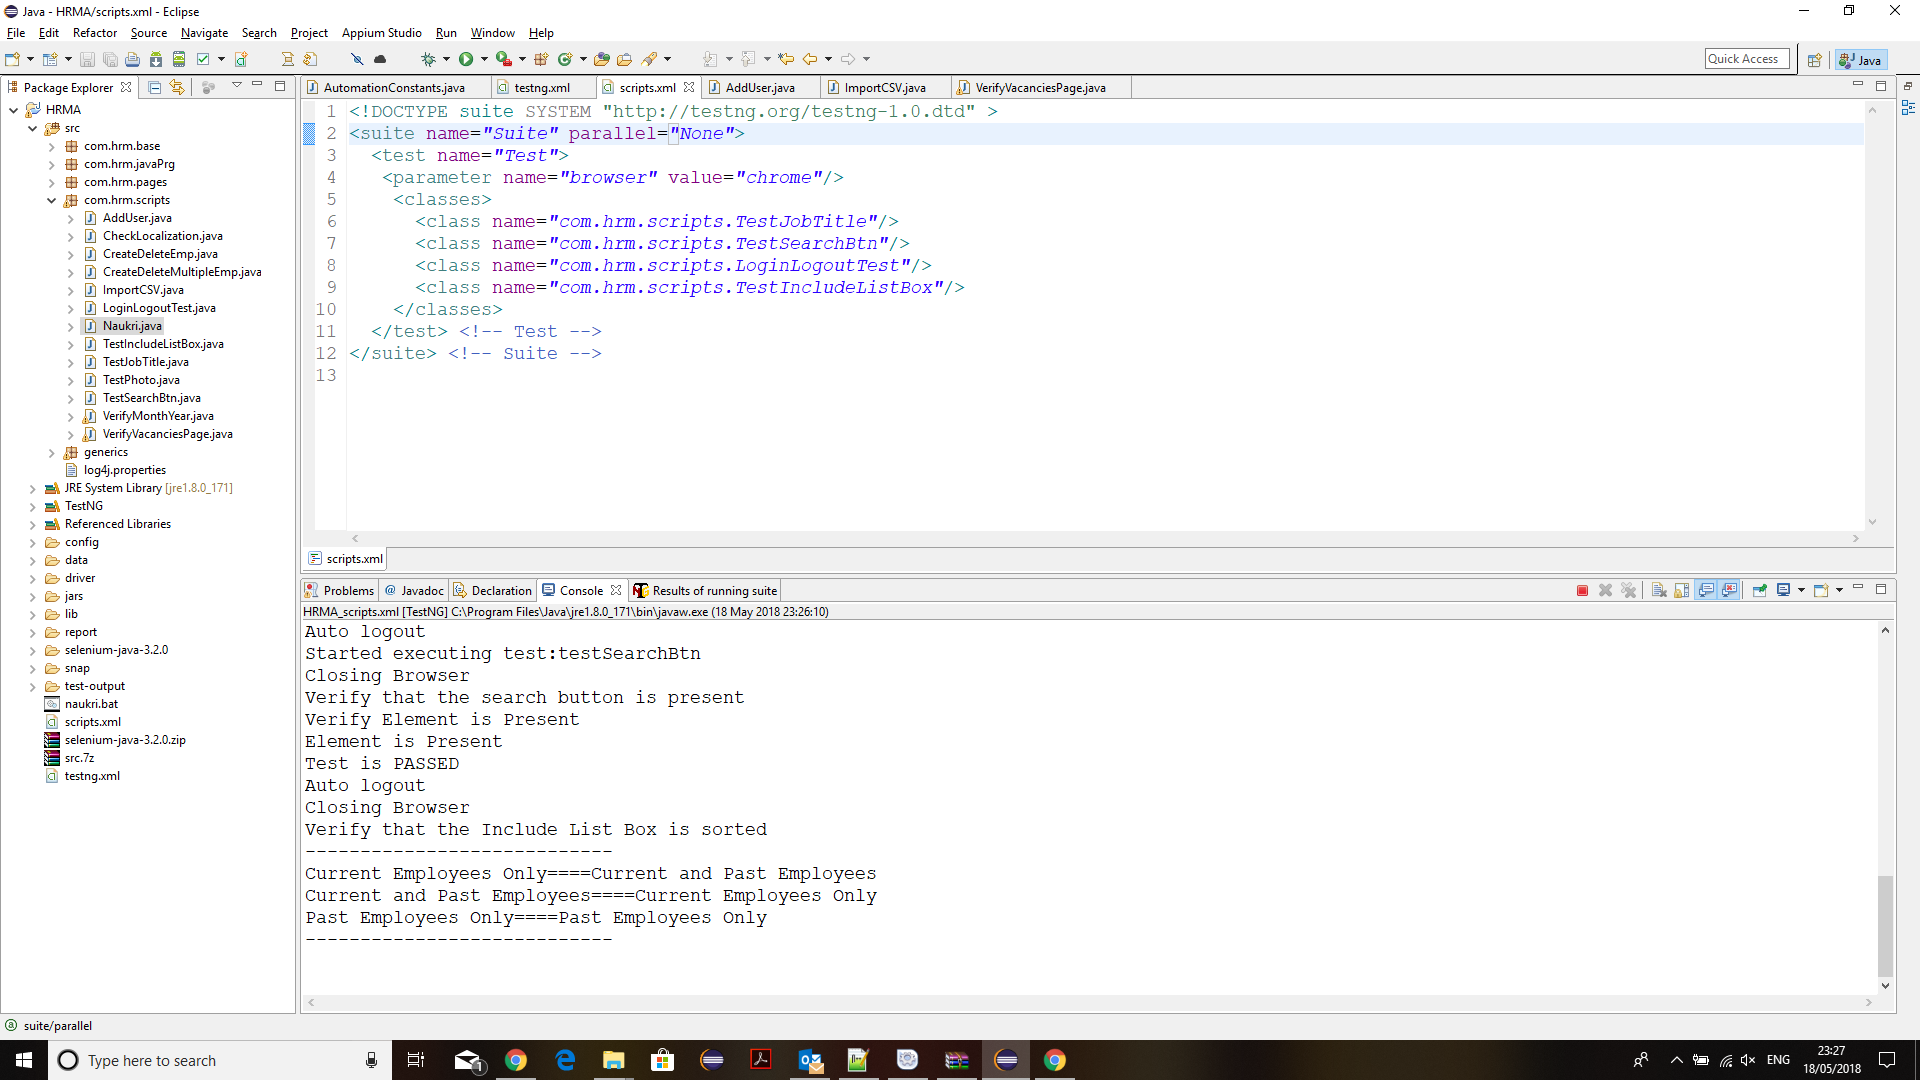 Java - HRMA/scripts.xml - Eclipse
File Edit Refactor Source Navigate Search Project Appium Studio Run Window Help
Quick Access
Java
Package Explorer
HRMA
src
com.hrm.base
com.hrm.javaPrg
com.hrm.pages
com.hrm.scripts
AddUser.java
CheckLocalization.java
CreateDeleteEmp.java
CreateDeleteMultipleEmp.java
ImportCSV.java
LoginLogoutTest.java
Naukri.java
TestIncludeListBox.java
TestJobTitle.java
TestPhoto.java
TestSearchBtn.java
VerifyMonthYear.java
VerifyVacanciesPage.java
generics
log4j.properties
JRE System Library [jre1.8.0_171]
TestNG
Referenced Libraries
config
data
driver
jars
lib
report
selenium-java-3.2.0
snap
test-output
naukri.bat
scripts.xml
selenium-java-3.2.0.zip
src.7z
testng.xml
AutomationConstants.java testng.xml scripts.xml AddUser.java ImportCSV.java VerifyVacanciesPage.java
1 <!DOCTYPE suite SYSTEM "http://testng.org/testng-1.0.dtd" >
2 <suite name="Suite" parallel="None">
3 <test name="Test">
4 <parameter name="browser" value="chrome"/>
5 <classes>
6 <class name="com.hrm.scripts.TestJobTitle"/>
7 <class name="com.hrm.scripts.TestSearchBtn"/>
8 <class name="com.hrm.scripts.LoginLogoutTest"/>
9 <class name="com.hrm.scripts.TestIncludeListBox"/>
10 </classes>
11 </test> <!-- Test -->
12 </suite> <!-- Suite -->
13
scripts.xml
Problems @ Javadoc Declaration Console Results of running suite
HRMA_scripts.xml [TestNG] C:\Program Files\Java\jre1.8.0_171\bin\javaw.exe (18 May 2018 23:26:10)
Auto logout
Started executing test:testSearchBtn
Closing Browser
Verify that the search button is present
Verify Element is Present
Element is Present
Test is PASSED
Auto logout
Closing Browser
Verify that the Include List Box is sorted
----------------------------
Current Employees Only====Current and Past Employees
Current and Past Employees====Current Employees Only
Past Employees Only====Past Employees Only
----------------------------
suite/parallel
Type here to search
1
ENG
23:27
18/05/2018